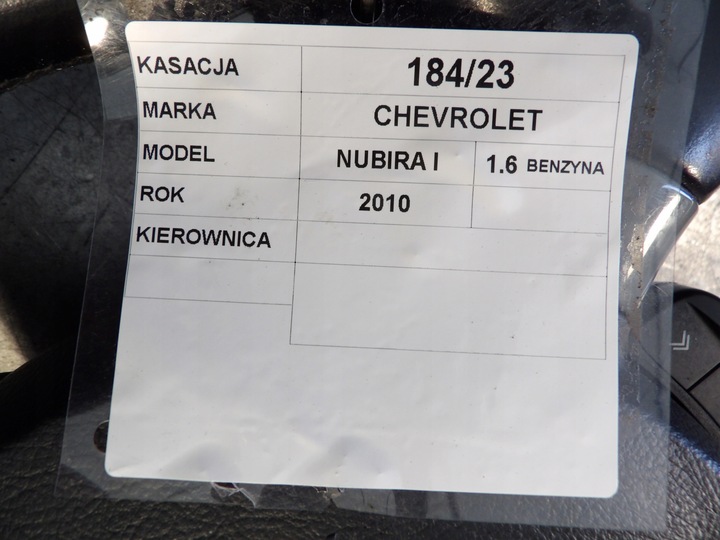 KASACJA 184/23
MARKA CHEVROLET
MODEL NUBIRA I 1.6 BENZYNA
ROK 2010
KIEROWNICA